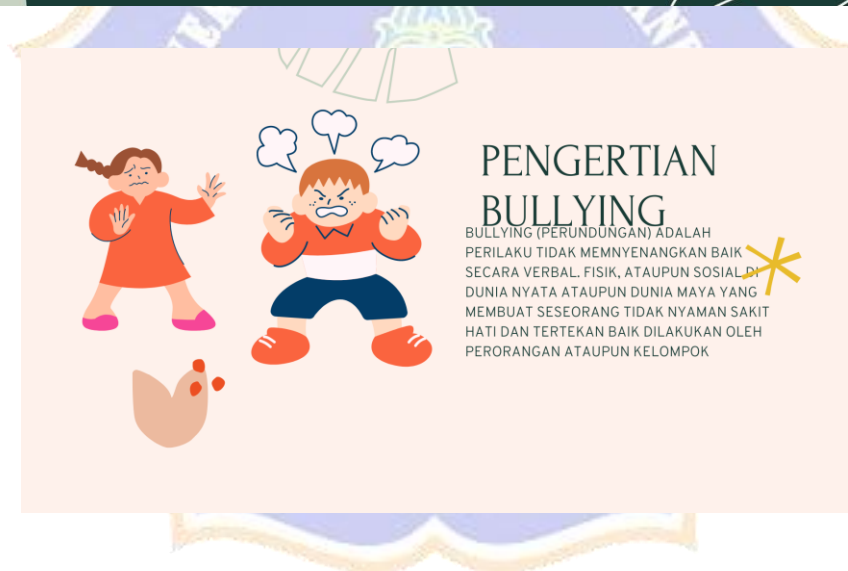 PENGERTIAN
BULLYING
BULLYING (PERUNDUNGAN) ADALAH
PERILAKU TIDAK MEMNYENANGKAN BAIK
SECARA VERBAL. FISIK, ATAUPUN SOSIAL DI
DUNIA NYATA ATAUPUN DUNIA MAYA YANG
MEMBUAT SESEORANG TIDAK NYAMAN SAKIT
HATI DAN TERTEKAN BAIK DILAKUKAN OLEH
PERORANGAN ATAUPUN KELOMPOK